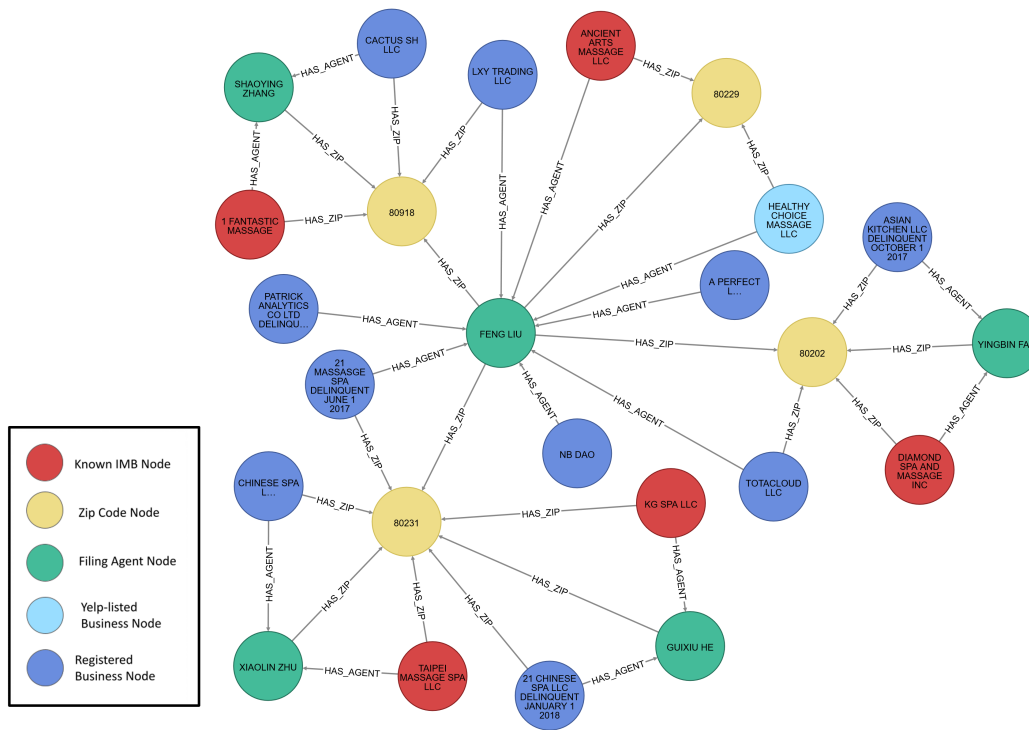 CACTUS SH
LLC
HAS_AGENT
SHAOYING
ZHANG
HAS_ZIP
HAS_ZIP
HAS_AGENT
1 FANTASTIC
MASSAGE
HAS_ZIP
80918
LXY TRADING
LLC
HAS_ZIP
HAS_AGENT
ANCIENT
ARTS
MASSAGE
LLC
HAS_ZIP
HAS_AGENT
80229
HAS_ZIP
HAS_ZIP
HEALTHY
CHOICE
MASSAGE
LLC
HAS_AGENT
A PERFECT
L…
HAS_AGENT
HAS_ZIP
PATRICK
ANALYTICS
CO LTD
DELINQU…
HAS_AGENT
FENG LIU
HAS_ZIP
ASIAN
KITCHEN LLC
DELINQUENT
OCTOBER 1
2017
HAS_ZIP
HAS_AGENT
80202
HAS_ZIP
YINGBIN FA
HAS_ZIP
HAS_AGENT
DIAMOND
SPA AND
MASSAGE
INC
21
MASSASGE
SPA
DELINQUENT
JUNE 1
2017
HAS_AGENT
HAS_ZIP
HAS_ZIP
HAS_AGENT
NB DAO
HAS_AGENT
HAS_ZIP
TOTACLOUD
LLC
CHINESE SPA
L…
HAS_ZIP
HAS_AGENT
80231
HAS_ZIP
KG SPA LLC
HAS_AGENT
HAS_ZIP
HAS_ZIP
HAS_ZIP
HAS_ZIP
XIAOLIN ZHU
HAS_AGENT
TAIPEI
MASSAGE SPA
LLC
21 CHINESE
SPA LLC
DELINQUENT
JANUARY 1
2018
HAS_AGENT
GUIXIU HE
Known IMB Node
Zip Code Node
Filing Agent Node
Yelp-listed
Business Node
Registered
Business Node